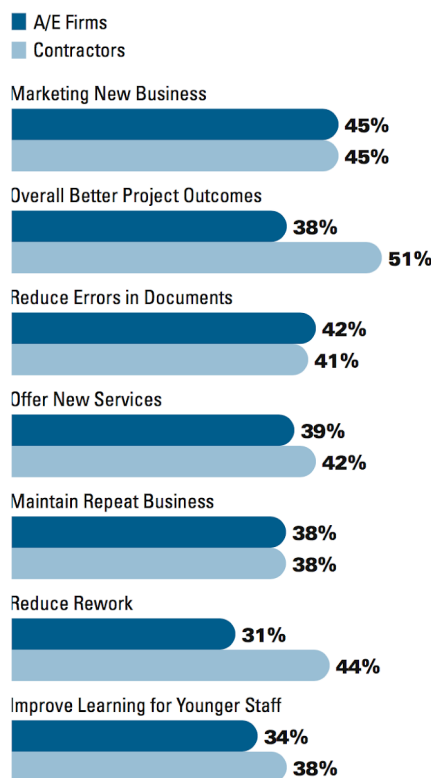 A/E Firms
Contractors
Marketing New Business
45%
45%
Overall Better Project Outcomes
38%
51%
Reduce Errors in Documents
42%
41%
Offer New Services
39%
42%
Maintain Repeat Business
38%
38%
Reduce Rework
31%
44%
Improve Learning for Younger Staff
34%
38%